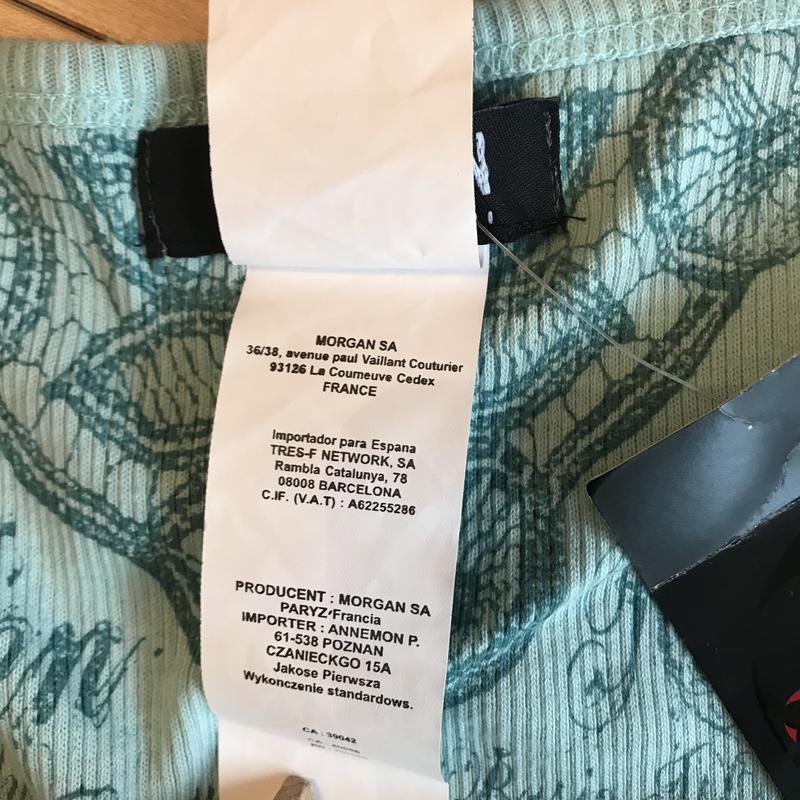 MORGAN SA
36/38, avenue paul Vaillant Couturier
93126 La Courneuve Cedex
FRANCE
Importador para Espana
TRES-F NETWORK, SA
Rambla Catalunya, 78
08008 BARCELONA
C.IF. (V.A.T) : A62255286
PRODUCENT : MORGAN SA
PARYZ Francia
IMPORTER : ANNEMON P.
61-538 POZNAN
CZANIECKGO 15A
Jakose Pierwsza
Wykonczenie standardows.
CA : 39042